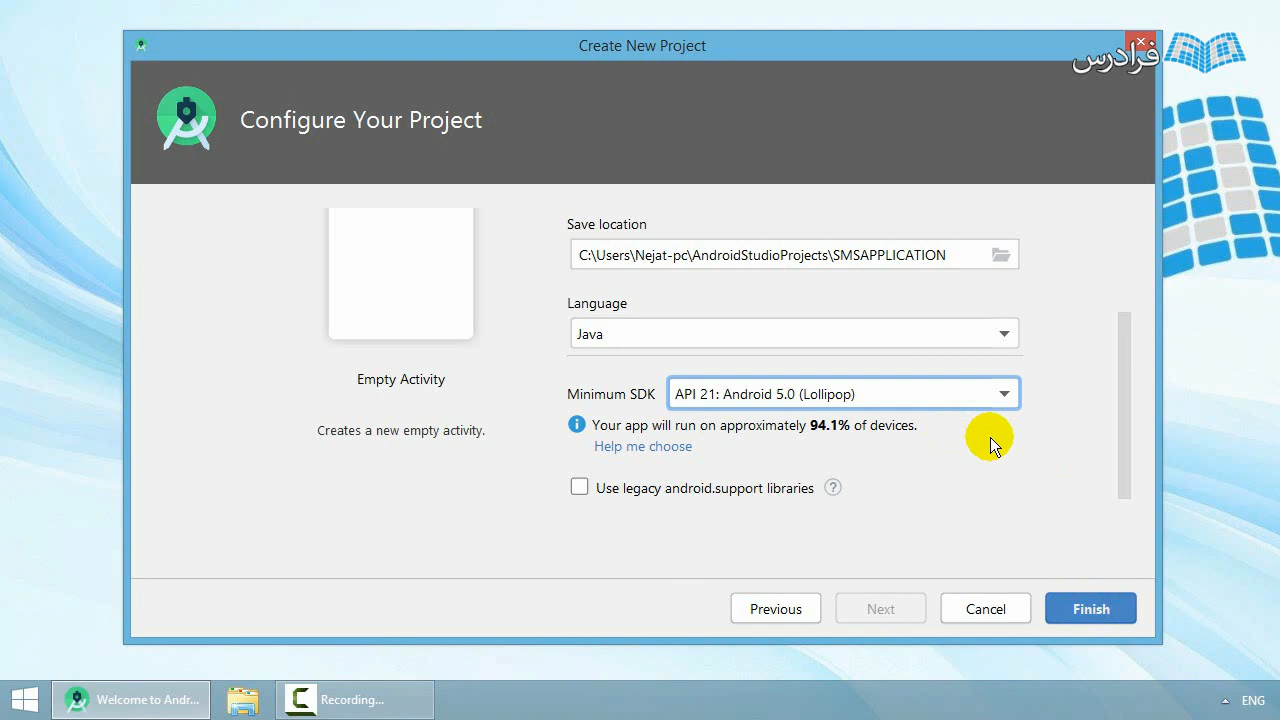 Create New Project
فرادرس
Configure Your Project
Save location
C:\Users\Nejat-pc\AndroidStudioProjects\SMSAPPLICATION
Language
Java
Empty Activity
Minimum SDK API 21: Android 5.0 (Lollipop)
Your app will run on approximately 94.1% of devices.
Help me choose
Creates a new empty activity.
Use legacy android.support libraries ?
Previous Next Cancel Finish
Welcome to Andr... Recording... ENG